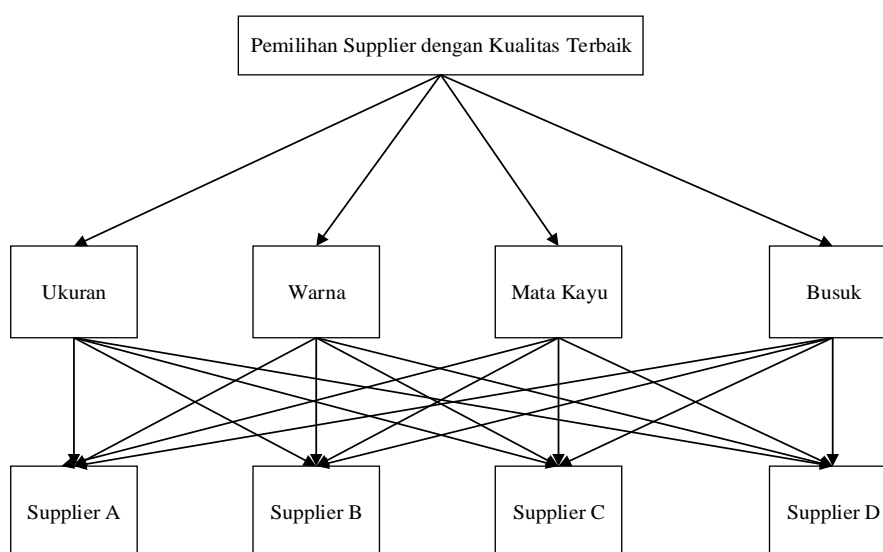 Pemilihan Supplier dengan Kualitas Terbaik
Ukuran
Warna
Mata Kayu
Busuk
Supplier A
Supplier B
Supplier C
Supplier D